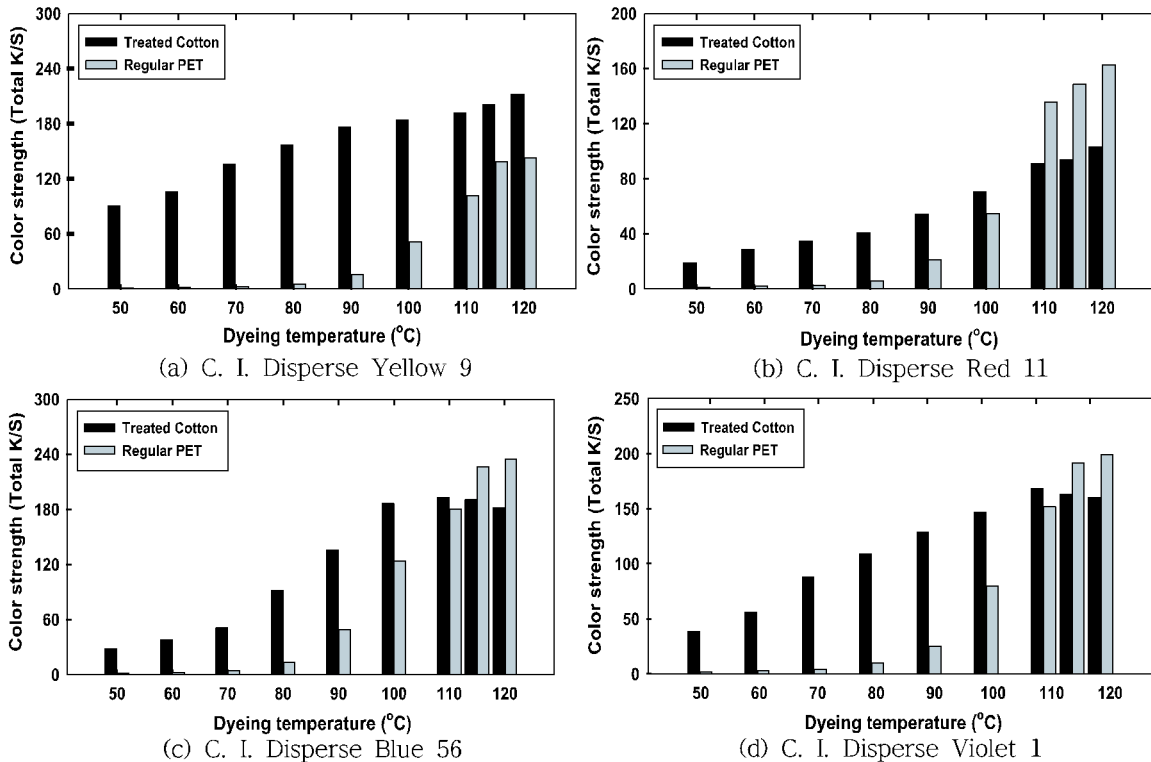 300
240
180
120
60
0
Color strength (Total K/S)
Treated Cotton
Regular PET
50 60 70 80 90 100 110 120
Dyeing temperature (°C)
(a) C. I. Disperse Yellow 9
200
160
120
80
40
0
Color strength (Total K/S)
Treated Cotton
Regular PET
50 60 70 80 90 100 110 120
Dyeing temperature (°C)
(b) C. I. Disperse Red 11
300
240
180
120
60
0
Color strength (Total K/S)
Treated Cotton
Regular PET
50 60 70 80 90 100 110 120
Dyeing temperature (°C)
(c) C. I. Disperse Blue 56
250
200
150
100
50
0
Color strength (Total K/S)
Treated Cotton
Regular PET
50 60 70 80 90 100 110 120
Dyeing temperature (°C)
(d) C. I. Disperse Violet 1